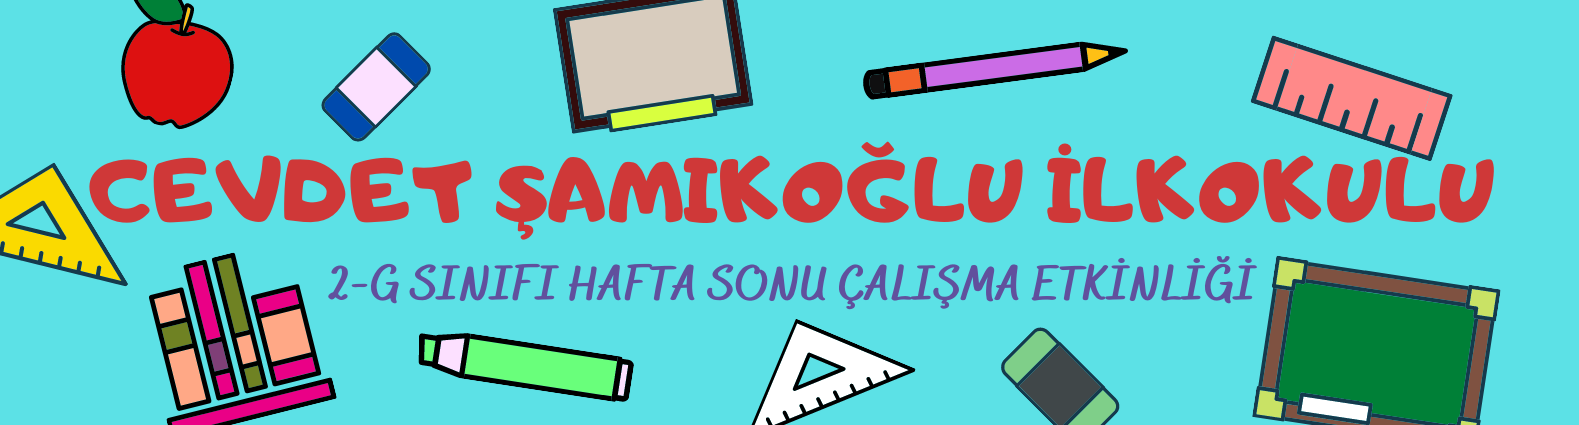 CEVDET ŞAMIKOĞLU İLKOKULU
2-G SINIFI HAFTA SONU ÇALIŞMA ETKİNLİĞİ